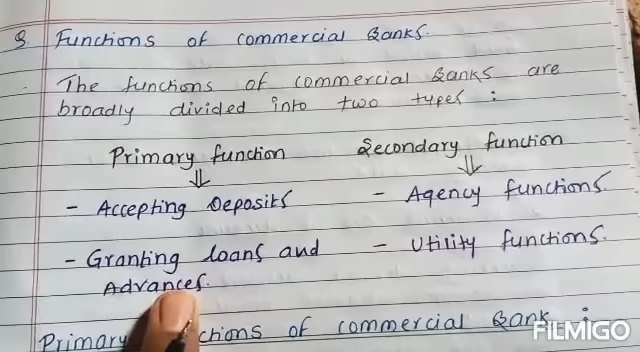 Q. Functions of commercial Banks.
The functions of commercial Banks are
broadly divided into two types :
Primary function Secondary function
⇓ ⇓
- Accepting Deposits - Agency functions.
- Granting loans and - Utility functions.
Advances.
Primary of commercial Bank :
FILMIGO